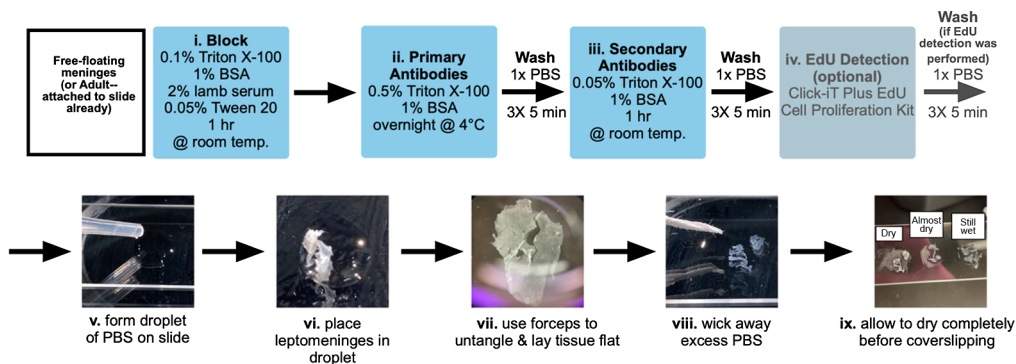 Free-floating
meninges
(or Adult--
attached to slide
already)
i. Block
0.1% Triton X-100
1% BSA
2% lamb serum
0.05% Tween 20
1 hr
@ room temp.
ii. Primary
Antibodies
0.5% Triton X-100
1% BSA
overnight @ 4°C
Wash
1x PBS
3X 5 min
iii. Secondary
Antibodies
0.05% Triton X-100
1% BSA
1 hr
@ room temp.
Wash
1x PBS
3X 5 min
iv. EdU Detection
(optional)
Click-iT Plus EdU
Cell Proliferation Kit
Wash
(if EdU
detection was
performed)
1x PBS
3X 5 min
v. form droplet
of PBS on slide
vi. place
leptomeninges in
droplet
vii. use forceps to
untangle & lay tissue flat
viii. wick away
excess PBS
Dry
Almost
dry
Still
wet
ix. allow to dry completely
before coverslipping